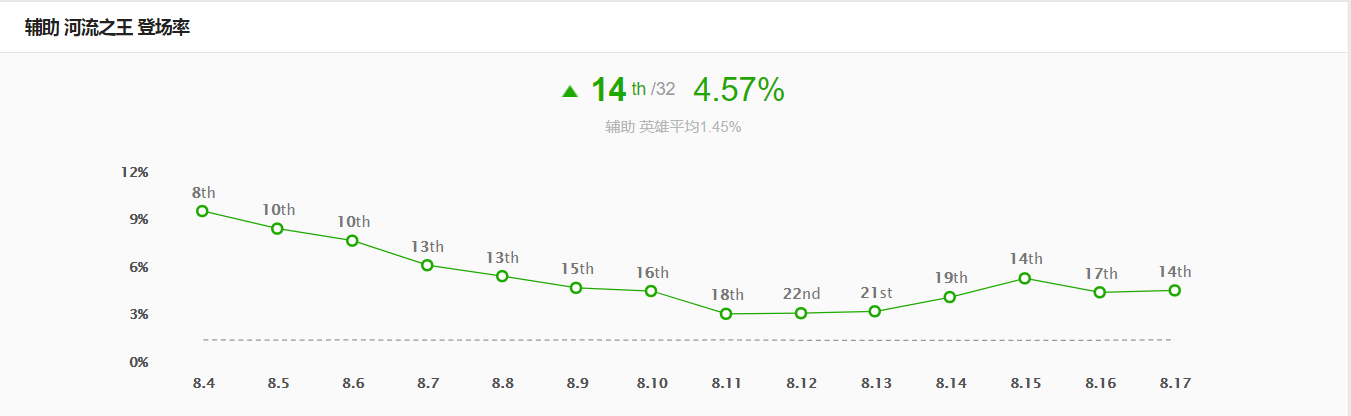 辅助 河流之王 登场率
▲ 14 th /32 4.57%
辅助 英雄平均1.45%
12%
9%
6%
3%
0%
8th
10th
10th
13th
13th
15th
16th
18th
22nd
21st
19th
14th
17th
14th
8.4 8.5 8.6 8.7 8.8 8.9 8.10 8.11 8.12 8.13 8.14 8.15 8.16 8.17